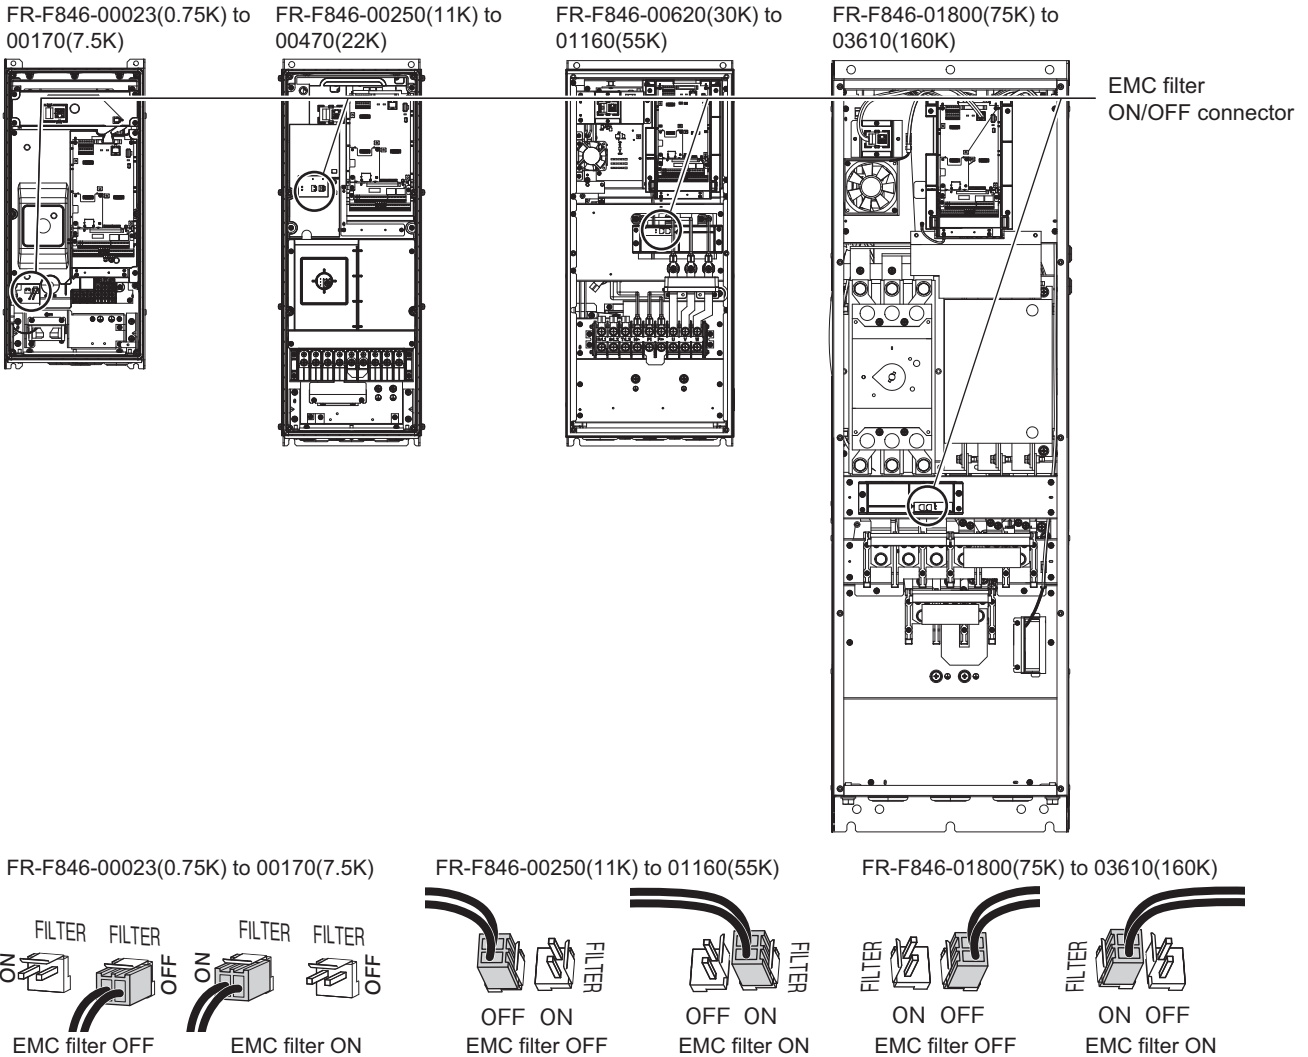 FR-F846-00023(0.75K) to
00170(7.5K)
FR-F846-00250(11K) to
00470(22K)
FR-F846-00620(30K) to
01160(55K)
FR-F846-01800(75K) to
03610(160K)
EMC filter
ON/OFF connector
FR-F846-00023(0.75K) to 00170(7.5K)
FILTER
FILTER
ON
OFF
EMC filter OFF
FILTER
FILTER
ON
OFF
EMC filter ON
FR-F846-00250(11K) to 01160(55K)
FILTER
OFF ON
EMC filter OFF
FILTER
OFF ON
EMC filter ON
FR-F846-01800(75K) to 03610(160K)
FILTER
ON OFF
EMC filter OFF
FILTER
ON OFF
EMC filter ON